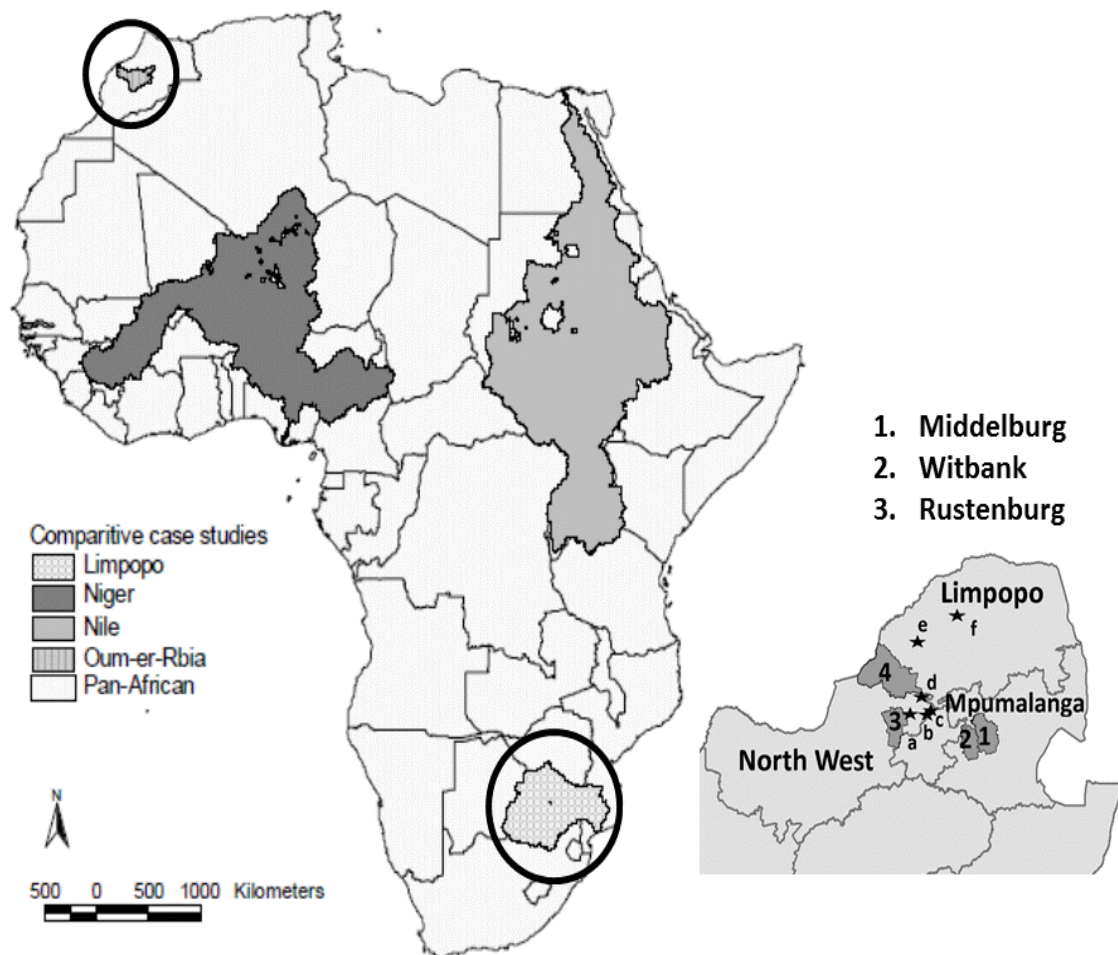 Comparitive case studies
Limpopo
Niger
Nile
Oum-er-Rbia
Pan-African
N
500 0 500 1000 Kilometers
1. Middelburg
2. Witbank
3. Rustenburg
Limpopo
e
f
4
d
Mpumalanga
3
c
2
1
a
b
North West